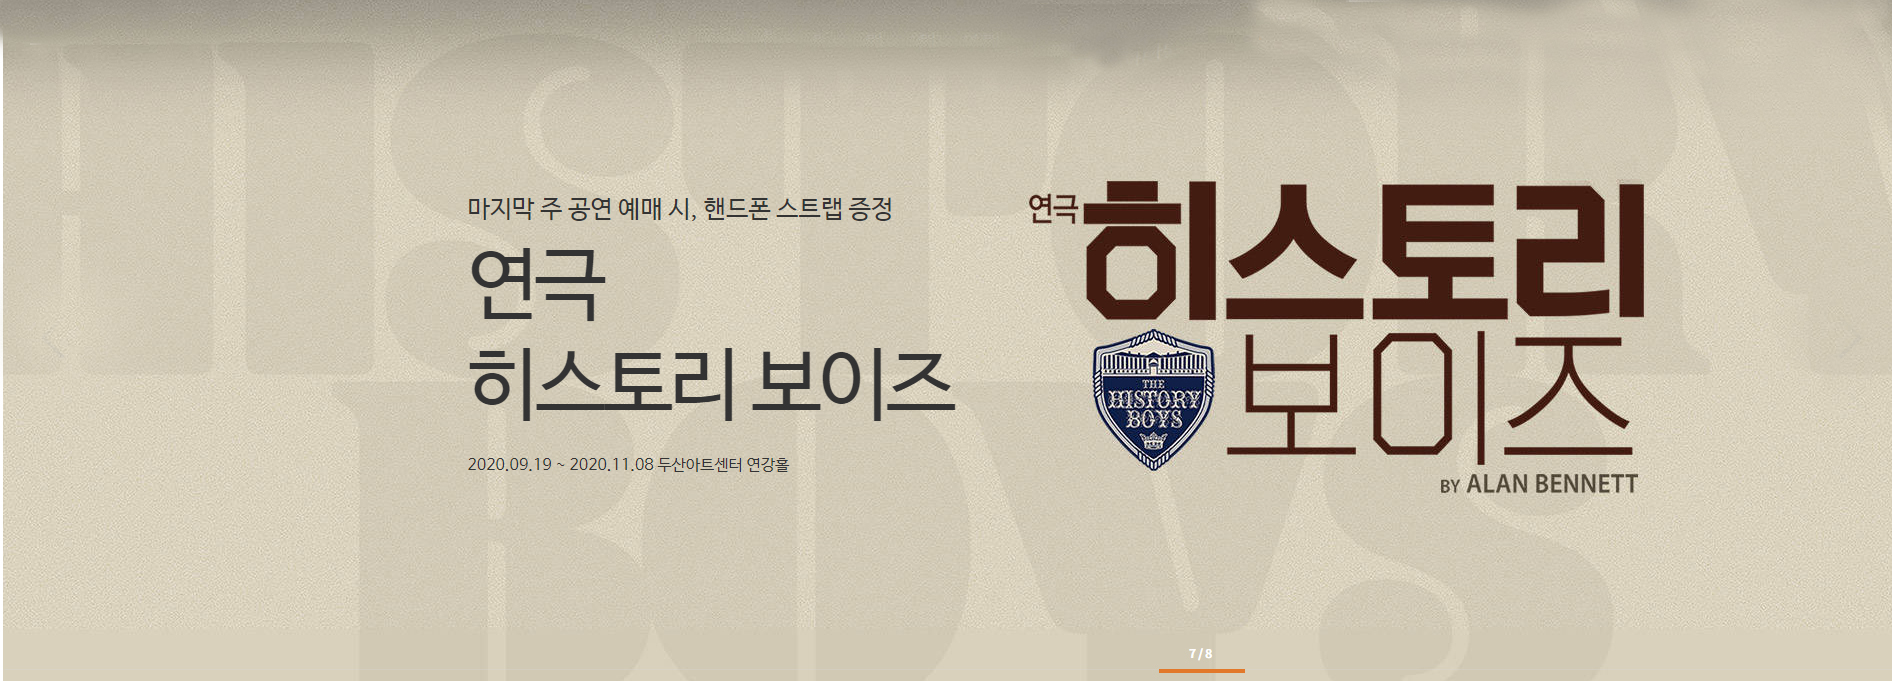 HISTORY
BOYS
마지막 주 공연 예매 시, 핸드폰 스트랩 증정
연극
히스토리 보이즈
2020.09.19 ~ 2020.11.08 두산아트센터 연강홀
연극 히스토리
보이즈
THE
HISTORY
BOYS
BY ALAN BENNETT
7/8